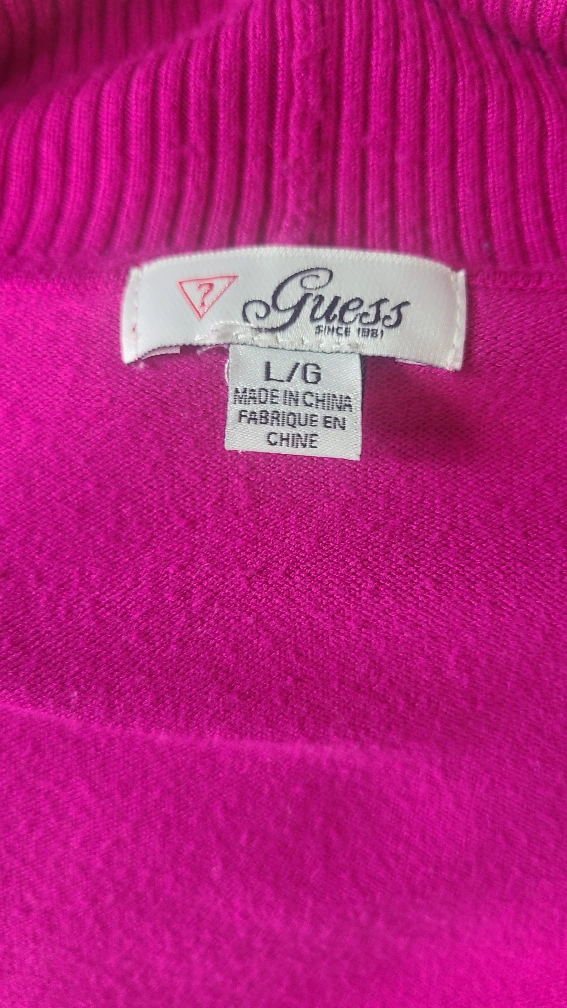 ? Guess
SINCE 1981
L/G
MADE IN CHINA
FABRIQUE EN
CHINE